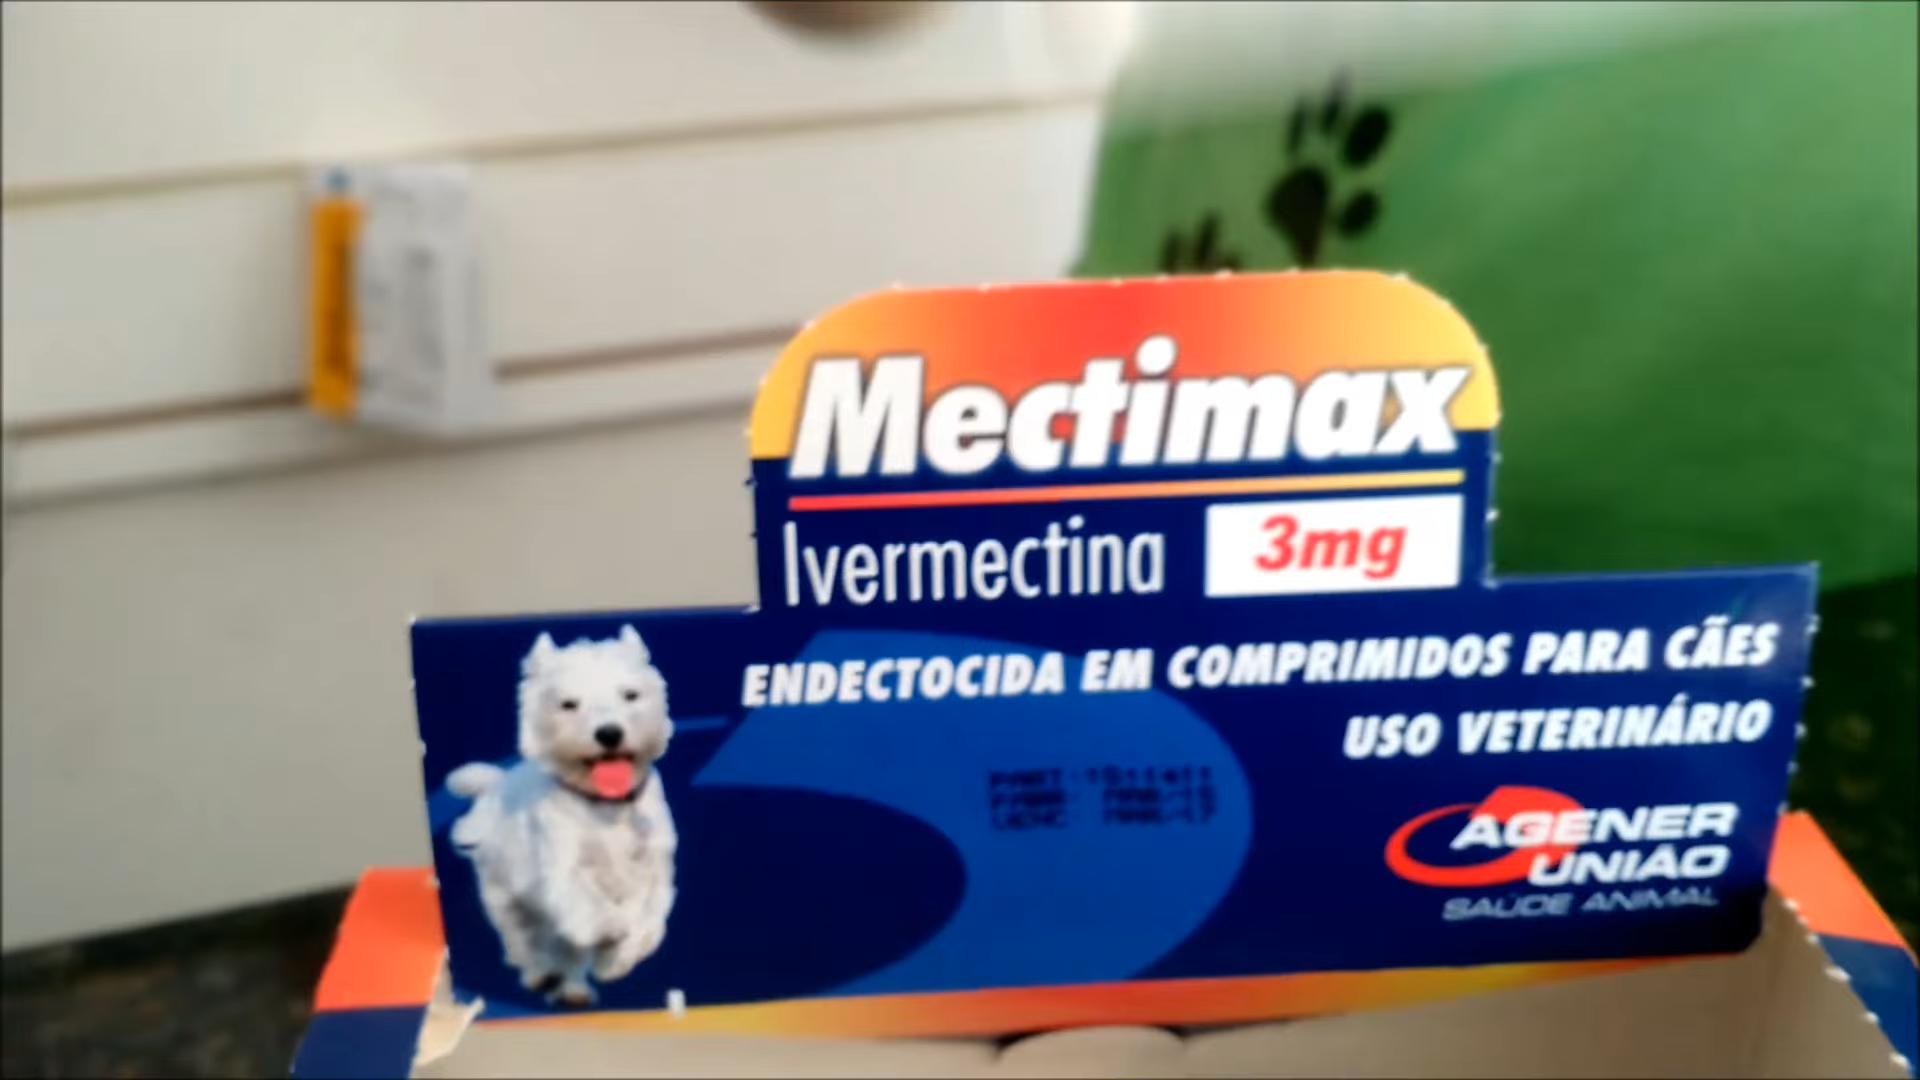 Mectimax
Ivermectina 3mg
ENDECTOCIDA EM COMPRIMIDOS PARA CÃES
USO VETERINÁRIO
AGENER
UNIÃO
SAÚDE ANIMAL